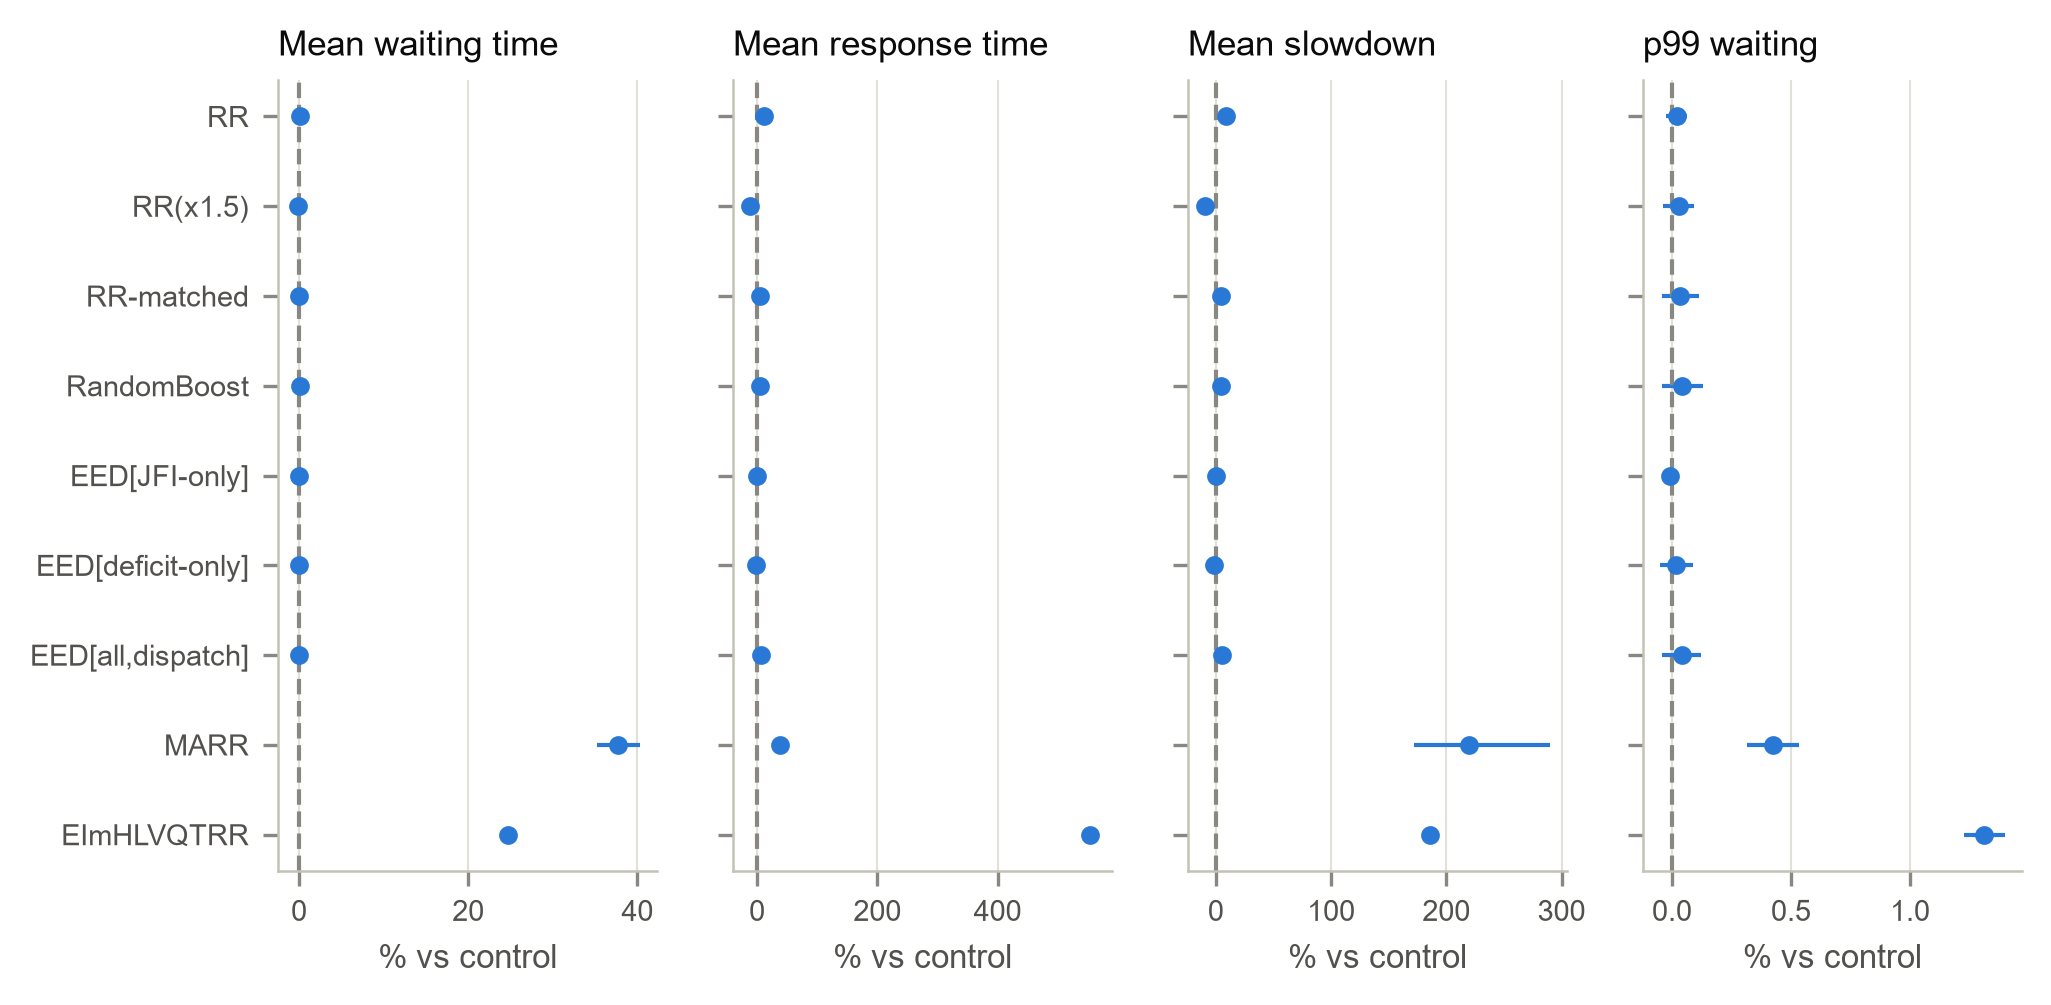 Mean waiting time
Mean response time
Mean slowdown
p99 waiting
RR
RR(x1.5)
RR-matched
RandomBoost
EED[JFI-only]
EED[deficit-only]
EED[all,dispatch]
MARR
EImHLVQTRR
0 20 40
0 200 400
0 100 200 300
0.0 0.5 1.0
% vs control
% vs control
% vs control
% vs control